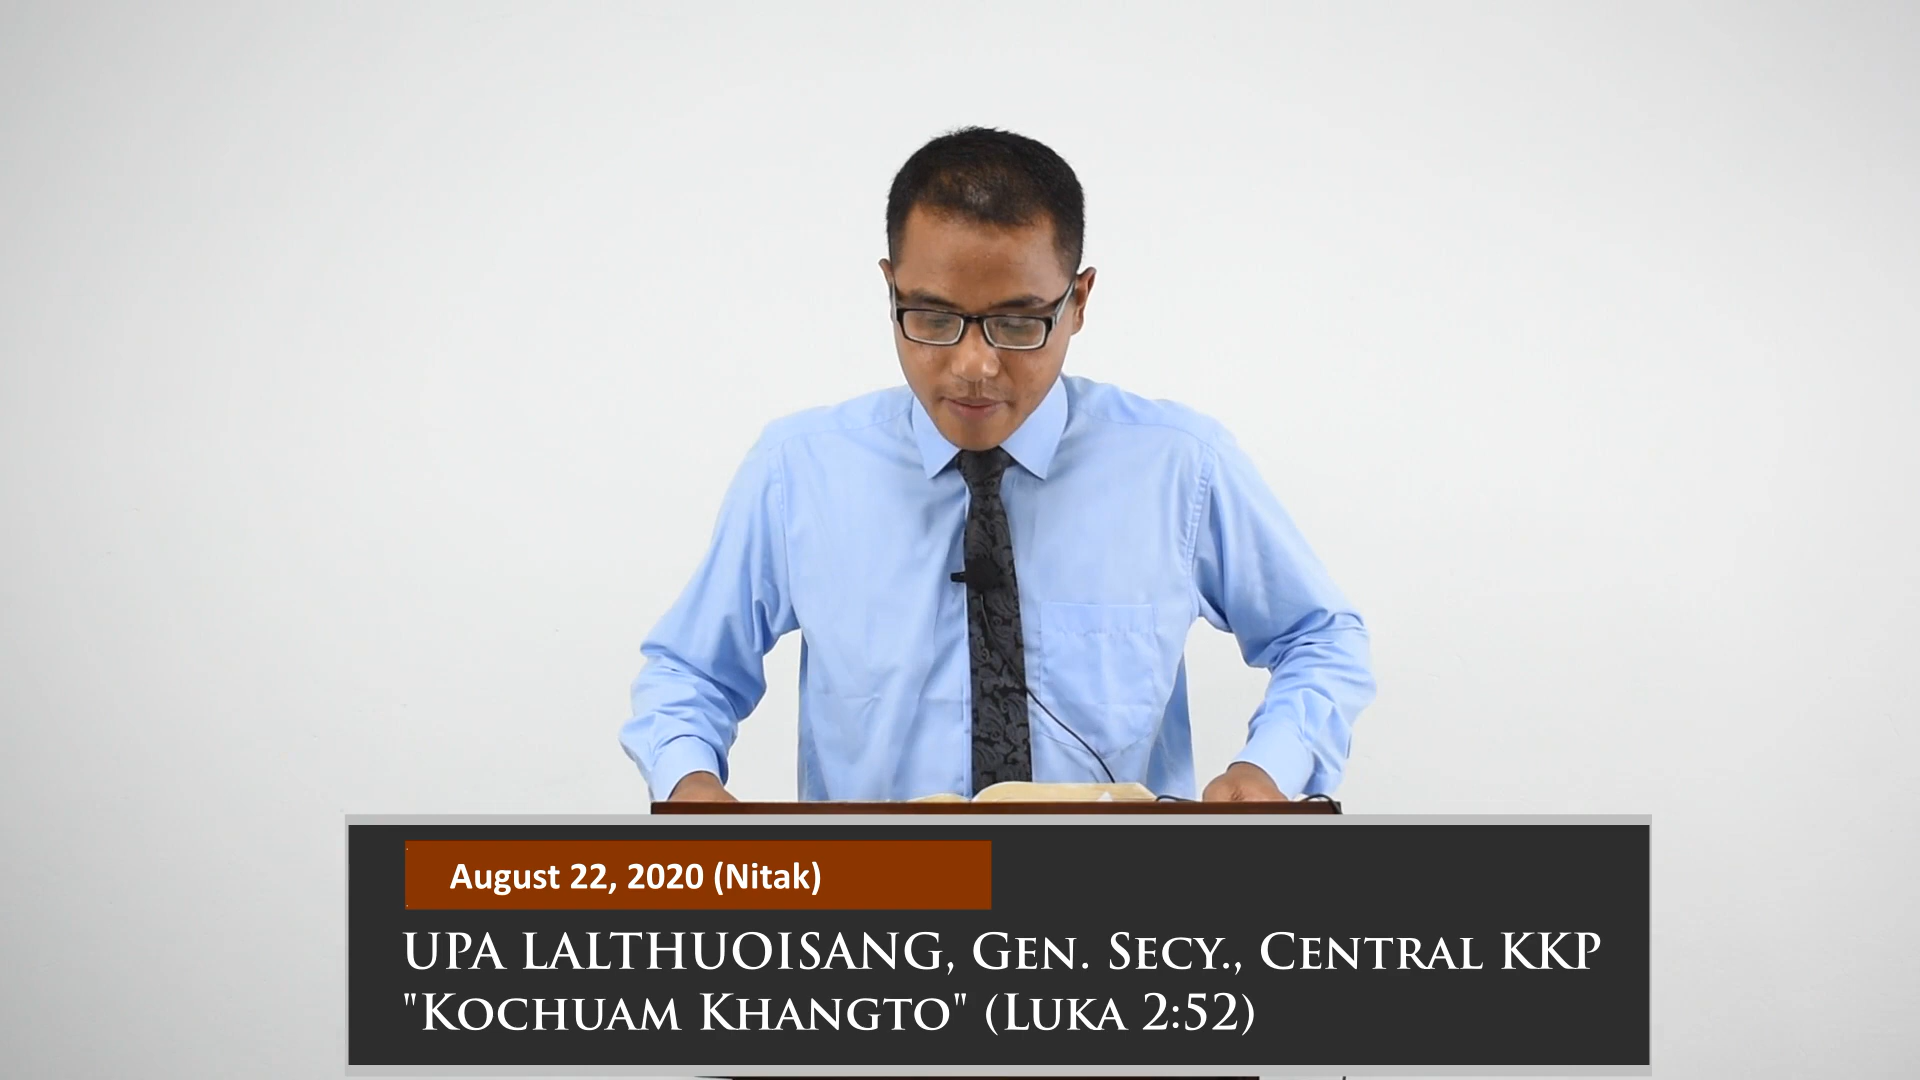 August 22, 2020 (Nitak)
UPA LALTHUOISANG, GEN. SECY., CENTRAL KKP
"KOCHUAM KHANGTO" (LUKA 2:52)